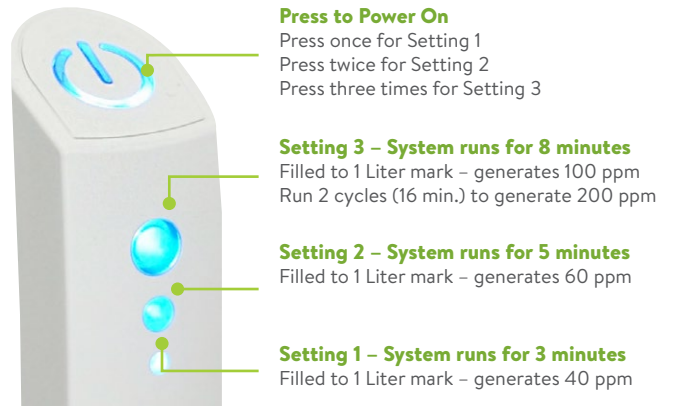 Press to Power On
Press once for Setting 1
Press twice for Setting 2
Press three times for Setting 3
Setting 3 – System runs for 8 minutes
Filled to 1 Liter mark – generates 100 ppm
Run 2 cycles (16 min.) to generate 200 ppm
Setting 2 – System runs for 5 minutes
Filled to 1 Liter mark – generates 60 ppm
Setting 1 – System runs for 3 minutes
Filled to 1 Liter mark – generates 40 ppm